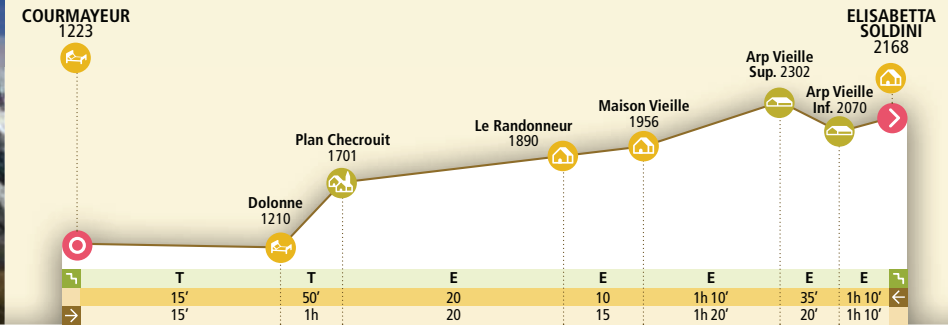 COURMAYEUR
1223
ELISABETTA
SOLDINI
2168
Arp Vieille
Sup. 2302
Arp Vieille
Inf. 2070
Maison Vieille
1956
Le Randonneur
1890
Plan Checrouit
1701
Dolonne
1210
T T E E E E E
15’ 50’ 20 10 1h 10’ 35’ 1h 10’
15’ 1h 20 15 1h 20’ 20’ 1h 10’